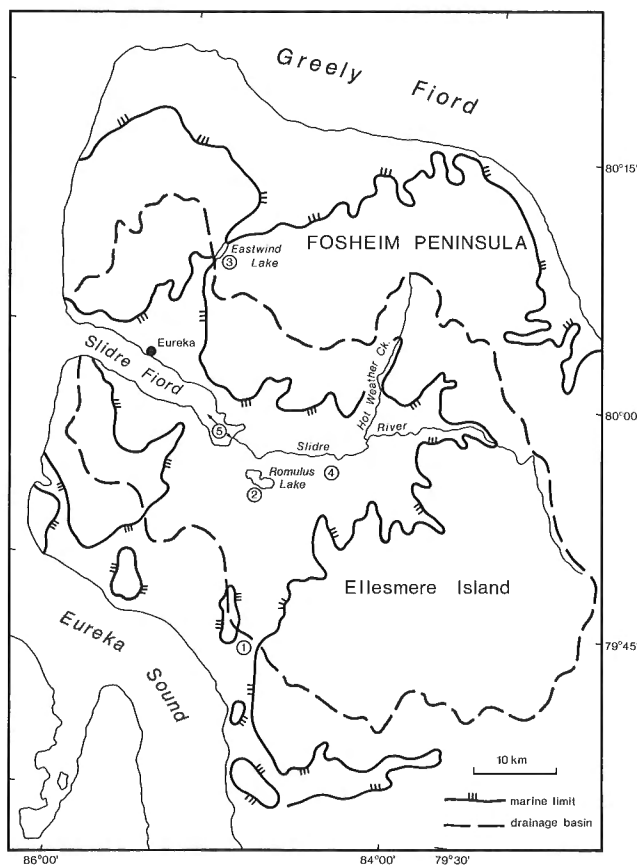 Greely Fiord
80°15'
FOSHEIM PENINSULA
Eastwind
Lake
③
Eureka
Slidre Fiord
Hot Weather Ck.
80°00'
⑤
Slidre River
④
Romulus
Lake
②
Ellesmere Island
Eureka Sound
①
79°45'
10 km
marine limit
drainage basin
86°00'
84°00'
79°30'